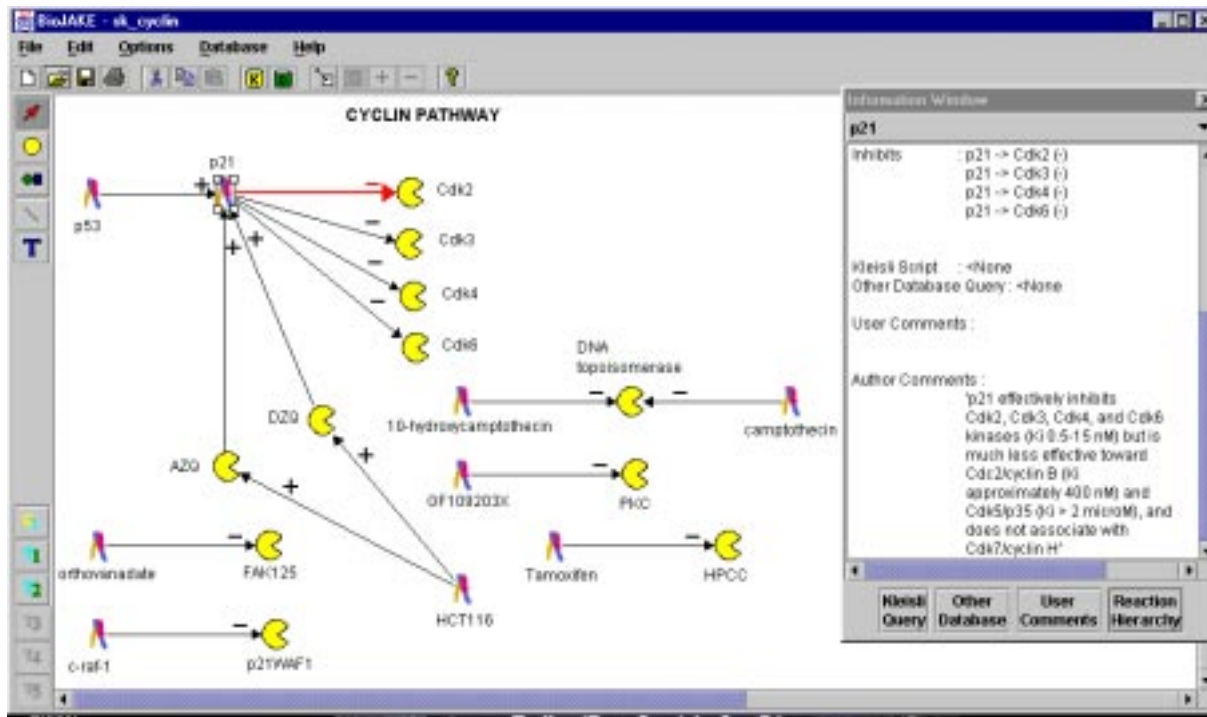 BioJAKE - sk_cyclin
File Edit Options Database Help
K
Σ + - ?
CYCLIN PATHWAY
p21
+
-
Cdk2
p53
+ +
-
Cdk3
-
Cdk4
-
Cdk6
T
DNA
topoisomerase
- -
10-hydroxycamptothecin
camptothecin
DZQ
+
AZQ
+
-
GF109203X
PKC
-
orthovanadate
FAK125
-
Tamoxifen
HPCC
HCT116
-
c-raf-1
p21WAF1
1
2
T3
T4
T5
Information Window
p21
Inhibits : p21 -> Cdk2 (-)
p21 -> Cdk3 (-)
p21 -> Cdk4 (-)
p21 -> Cdk6 (-)
Kleisli Script : <None
Other Database Query : <None
User Comments :
Author Comments :
'p21 effectively inhibits
Cdk2, Cdk3, Cdk4, and Cdk6
kinases (Ki 0.5-15 nM) but is
much less effective toward
Cdc2/cyclin B (Ki
approximately 400 nM) and
Cdk5/p35 (Ki > 2 microM), and
does not associate with
Cdk7/cyclin H'
Kleisli Query
Other Database
User Comments
Reaction Hierarchy